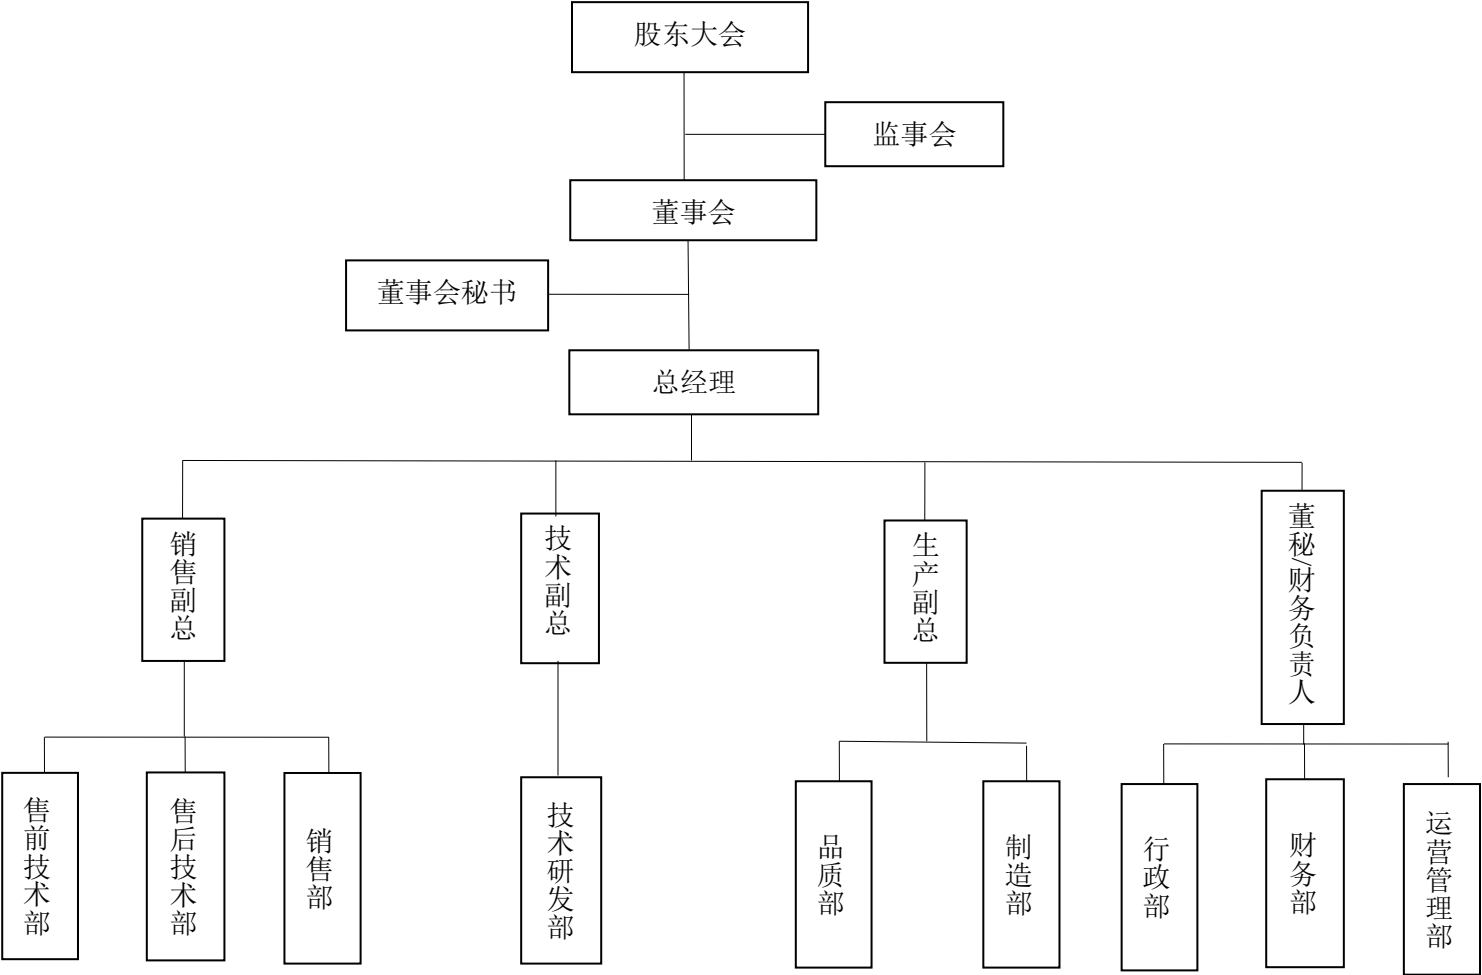 股东大会
监事会
董事会
董事会秘书
总经理
销售副总
技术副总
生产副总
董秘/财务负责人
售前技术部
售后技术部
销售部
技术研发部
品质部
制造部
行政部
财务部
运营管理部